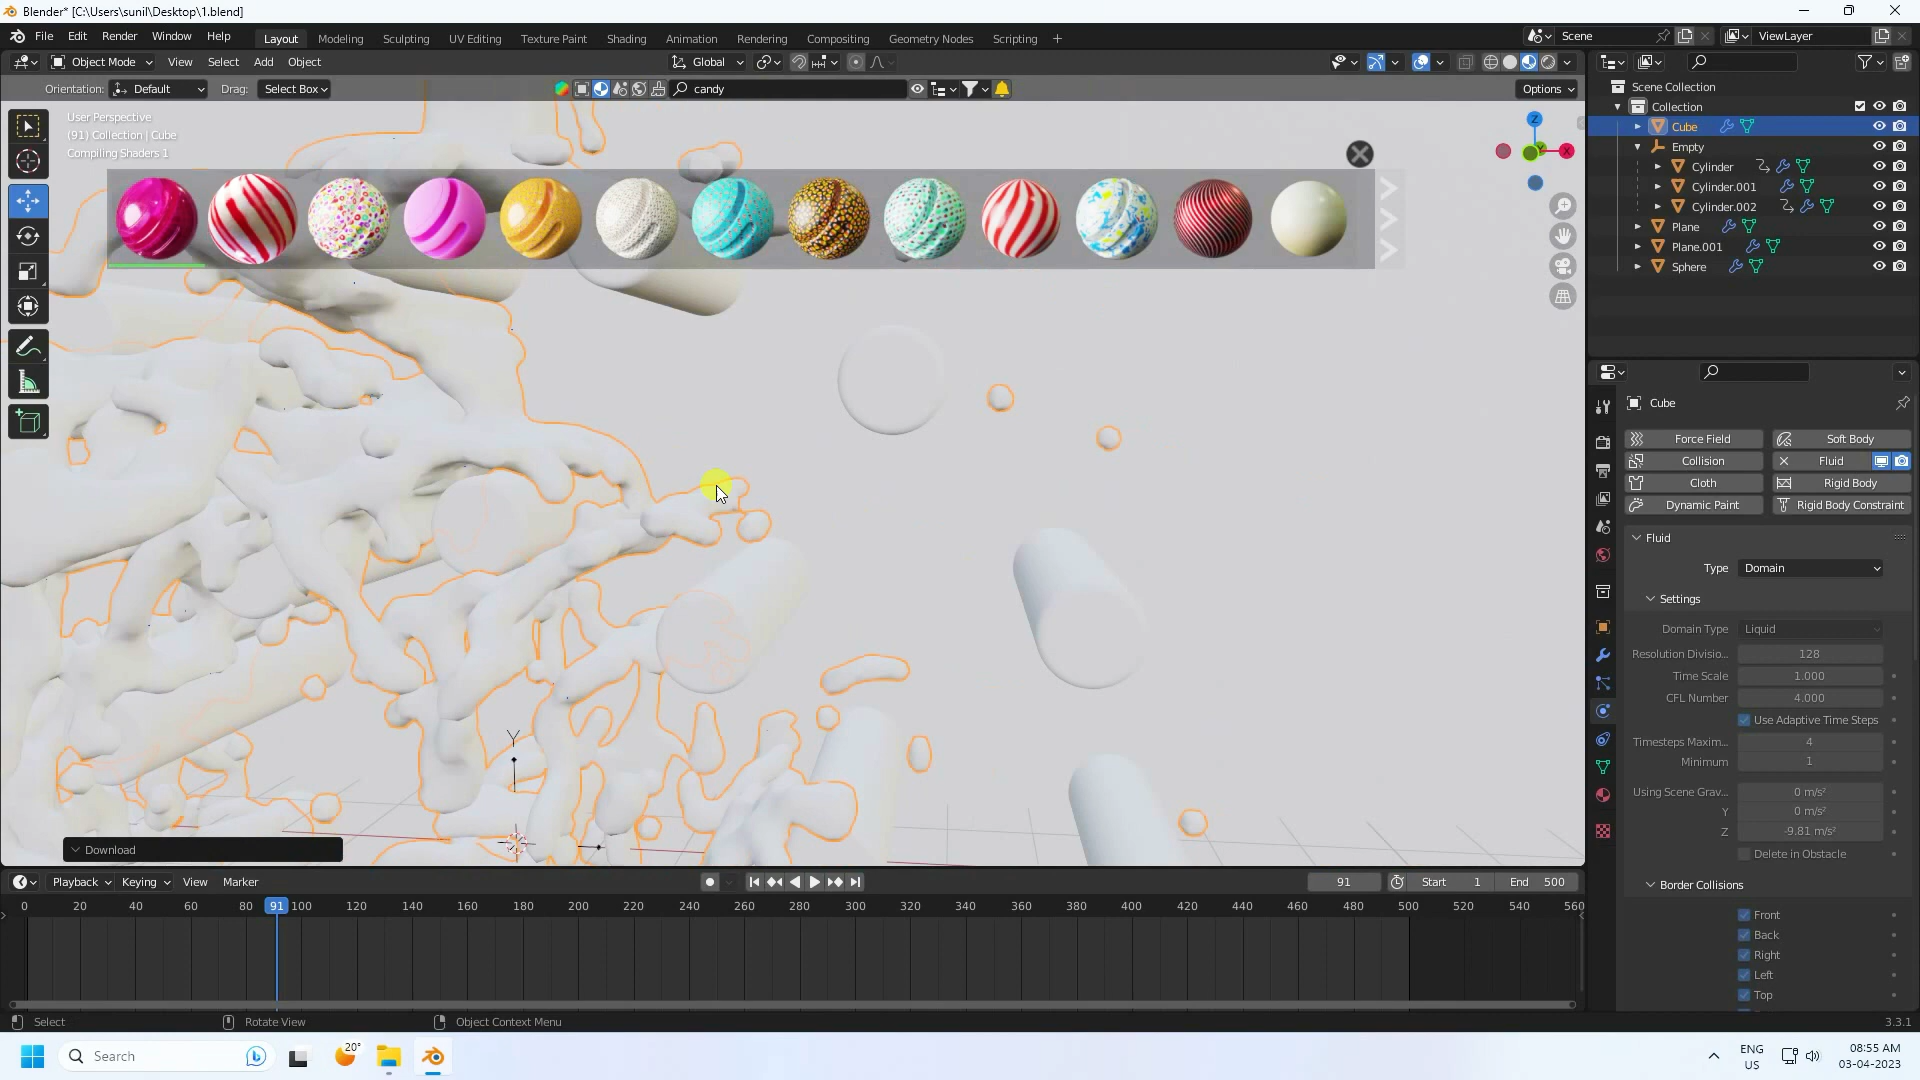 Blender* [C:\Users\sunil\Desktop\1.blend]
File Edit Render Window Help Layout Modeling Sculpting UV Editing Texture Paint Shading Animation Rendering Compositing Geometry Nodes Scripting + Scene ViewLayer
Object Mode View Select Add Object Global
Orientation: Default Drag: Select Box candy Options
User Perspective
(91) Collection | Cube
Compiling Shaders 1
Z
X
Y
Download
Scene Collection
Collection
Cube
Empty
Cylinder
Cylinder.001
Cylinder.002
Plane
Plane.001
Sphere
Cube
Force Field Soft Body
Collision Fluid
Cloth Rigid Body
Dynamic Paint Rigid Body Constraint
Fluid
Type Domain
Settings
Domain Type Liquid
Resolution Divisio... 128
Time Scale 1.000
CFL Number 4.000
Use Adaptive Time Steps
Timesteps Maxim... 4
Minimum 1
Using Scene Grav... 0 m/s²
Y 0 m/s²
Z -9.81 m/s²
Delete in Obstacle
Border Collisions
Front
Back
Right
Left
Top
Playback Keying View Marker 91 Start 1 End 500
0 20 40 60 80 91 100 120 140 160 180 200 220 240 260 280 300 320 340 360 380 400 420 440 460 480 500 520 540 560
Select Rotate View Object Context Menu 3.3.1
Search 20° ENG US 08:55 AM 03-04-2023